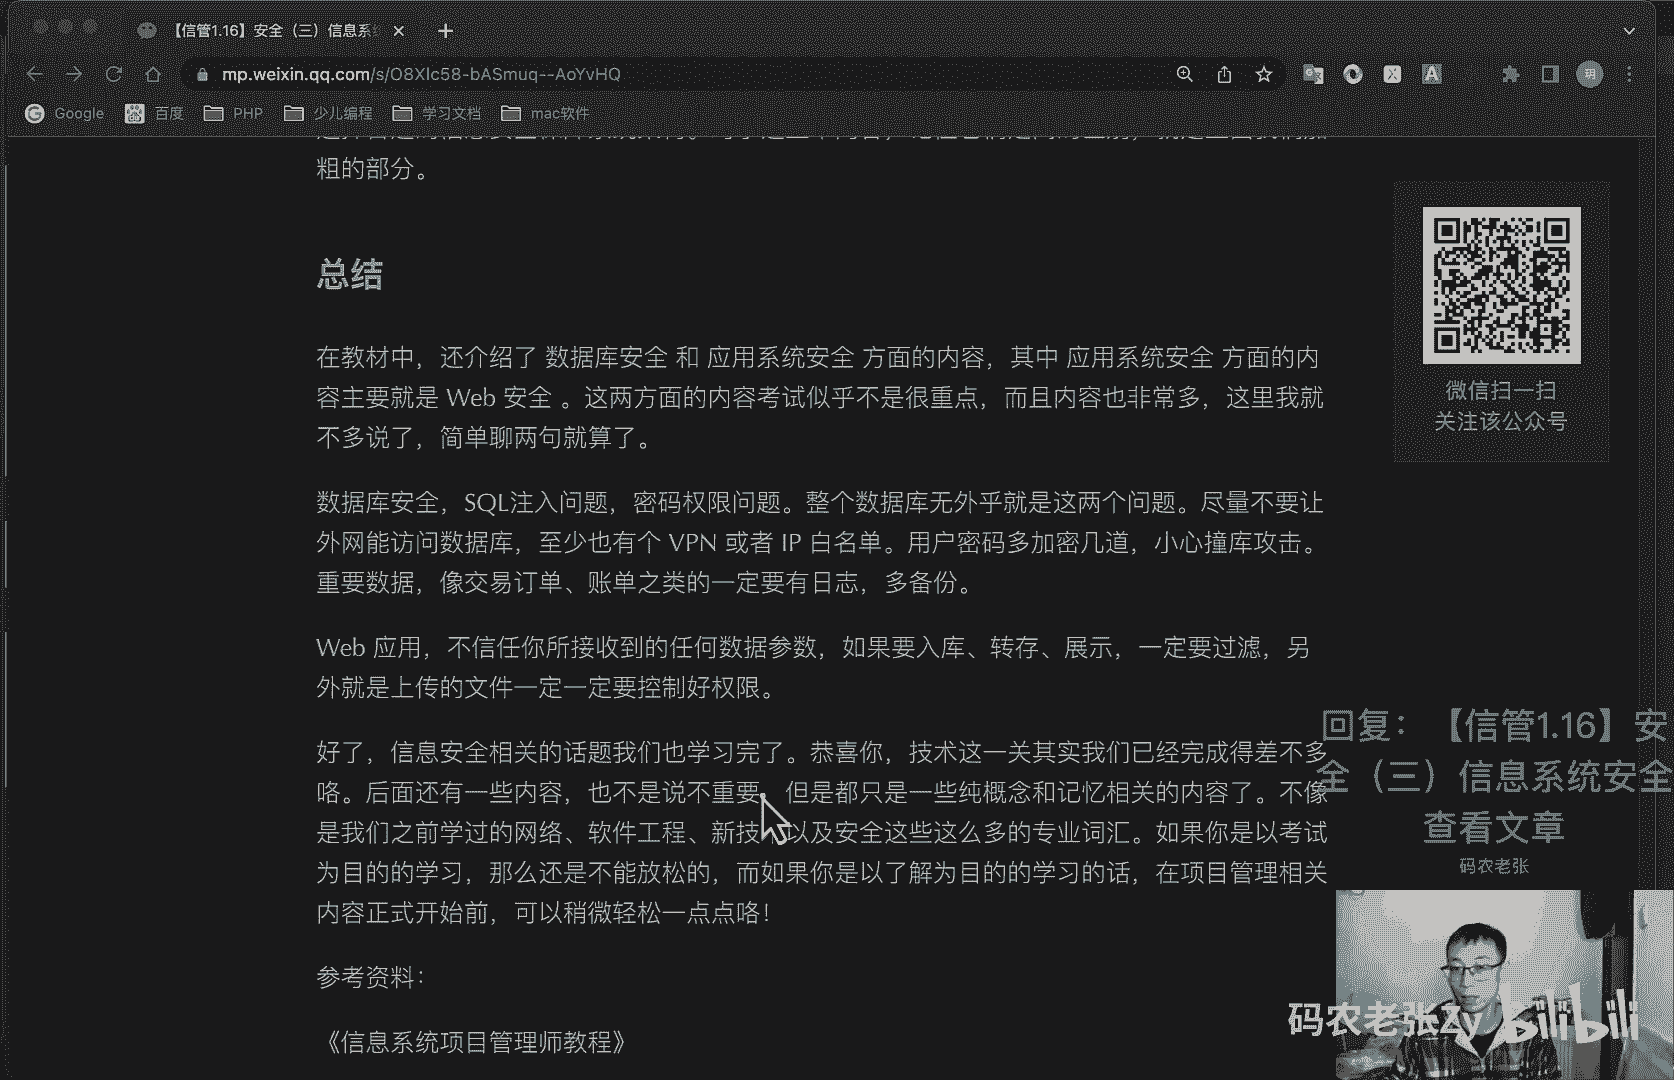 【信管1.16】安全（三）信息系
mp.weixin.qq.com/s/O8XIc58-bASmuq--AoYvHQ
Google 百度 PHP 少儿编程 学习文档 mac软件
粗的部分。
总结
在教材中，还介绍了 数据库安全 和 应用系统安全 方面的内容，其中 应用系统安全 方面的内
容主要就是 Web 安全 。这两方面的内容考试似乎不是很重点，而且内容也非常多，这里我就
不多说了，简单聊两句就算了。
数据库安全，SQL注入问题，密码权限问题。整个数据库无外乎就是这两个问题。尽量不要让
外网能访问数据库，至少也有个 VPN 或者 IP 白名单。用户密码多加密几道，小心撞库攻击。
重要数据，像交易订单、账单之类的一定要有日志，多备份。
Web 应用，不信任你所接收到的任何数据参数，如果要入库、转存、展示，一定要过滤，另
外就是上传的文件一定一定要控制好权限。
好了，信息安全相关的话题我们也学习完了。恭喜你，技术这一关其实我们已经完成得差不多
咯。后面还有一些内容，也不是说不重要，但是都只是一些纯概念和记忆相关的内容了。不像
是我们之前学过的网络、软件工程、新技术以及安全这些这么多的专业词汇。如果你是以考试
为目的的学习，那么还是不能放松的，而如果你是以了解为目的的学习的话，在项目管理相关
内容正式开始前，可以稍微轻松一点点咯！
参考资料：
《信息系统项目管理师教程》
微信扫一扫
关注该公众号
回复：【信管1.16】安
全（三）信息系统安全
查看文章
码农老张
码农老张Zy bilibili